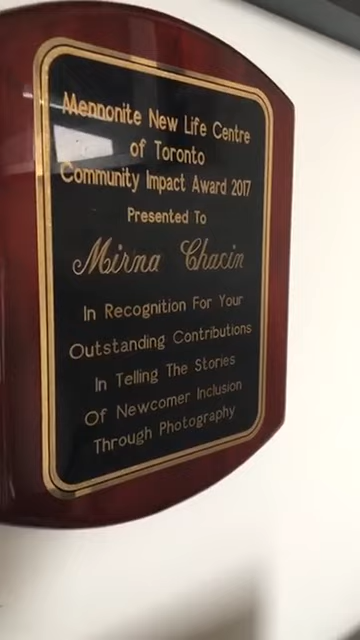 Mennonite New Life Centre
of Toronto
Community Impact Award 2017
Presented To
Mirna Chacin
In Recognition For Your
Outstanding Contributions
In Telling The Stories
Of Newcomer Inclusion
Through Photography